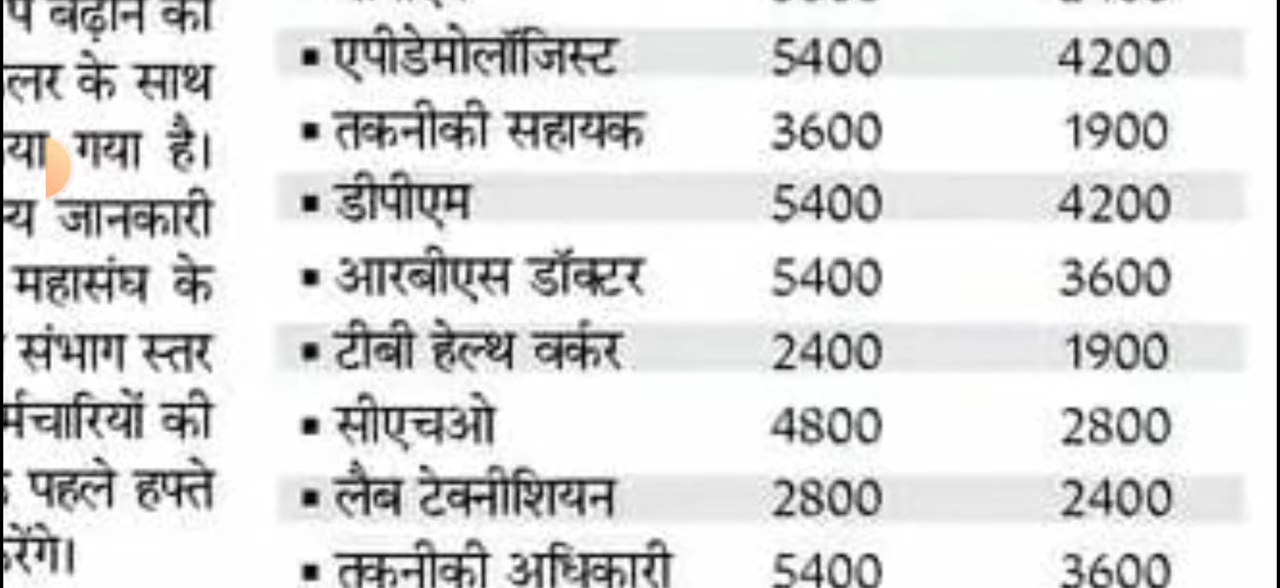 प बढ़ाने की
लर के साथ
या गया है।
य जानकारी
महासंघ के
संभाग स्तर
र्मचारियों की
पहले हफ्ते
रेंगे।
▪ एपीडेमोलॉजिस्ट 5400 4200
▪ तकनीकी सहायक 3600 1900
▪ डीपीएम 5400 4200
▪ आरबीएस डॉक्टर 5400 3600
▪ टीबी हेल्थ वर्कर 2400 1900
▪ सीएचओ 4800 2800
▪ लैब टेक्नीशियन 2800 2400
▪ तकनीकी अधिकारी 5400 3600